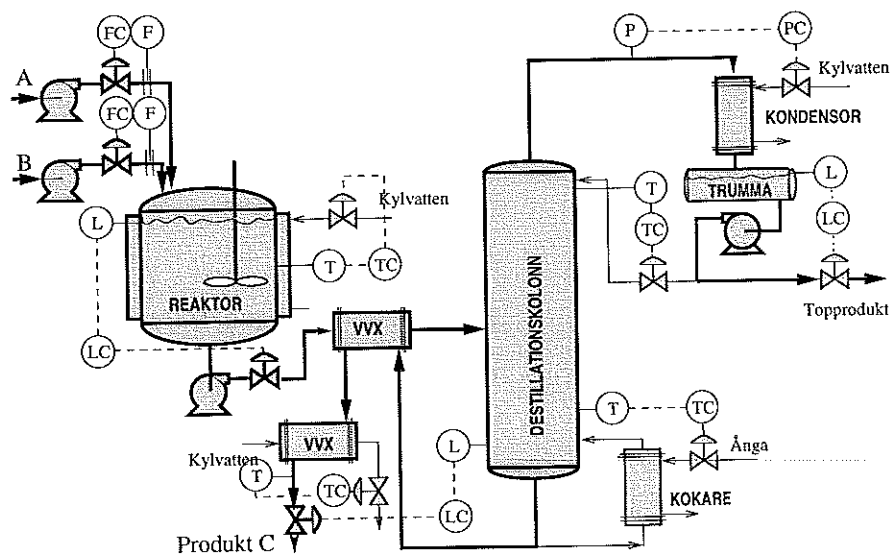 FC F
P PC
A
Kylvatten
FC F
KONDENSOR
B
T TRUMMA L
Kylvatten
L
TC LC
T TC
REAKTOR
Topprodukt
VVX
LC
DESTILLATIONSKOLONN
T TC
VVX L Ånga
Kylvatten
T TC
KOKARE
LC
Produkt C